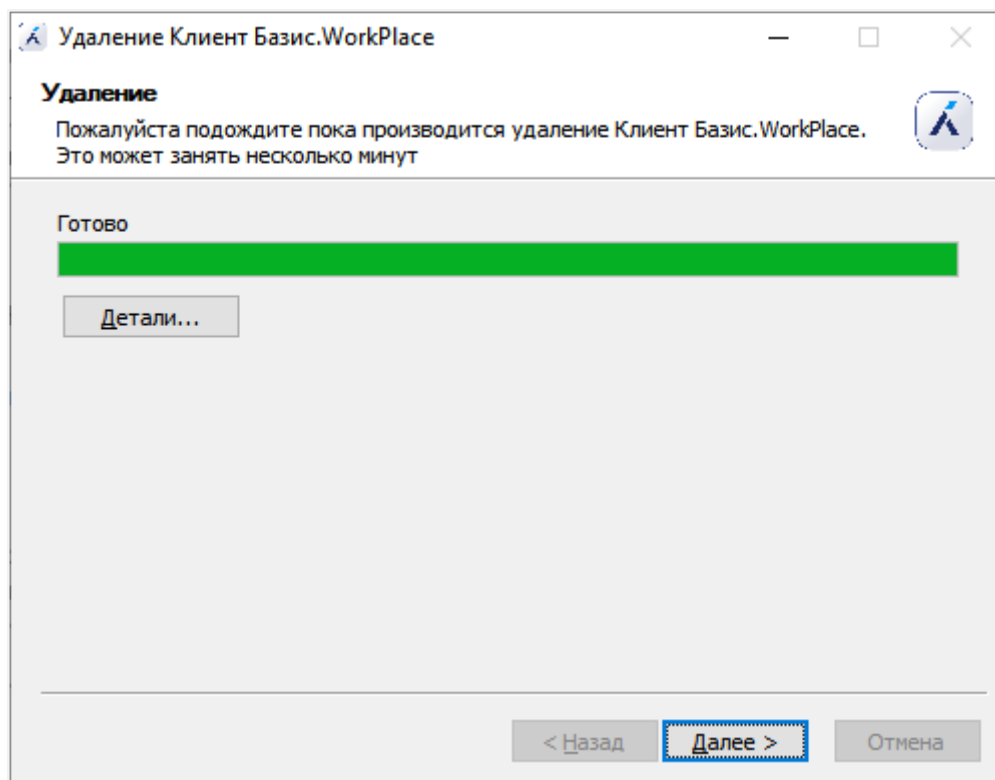 Удаление Клиент Базис.WorkPlace
Удаление
Пожалуйста подождите пока производится удаление Клиент Базис.WorkPlace.
Это может занять несколько минут
Готово
Детали...
< Назад
Далее >
Отмена